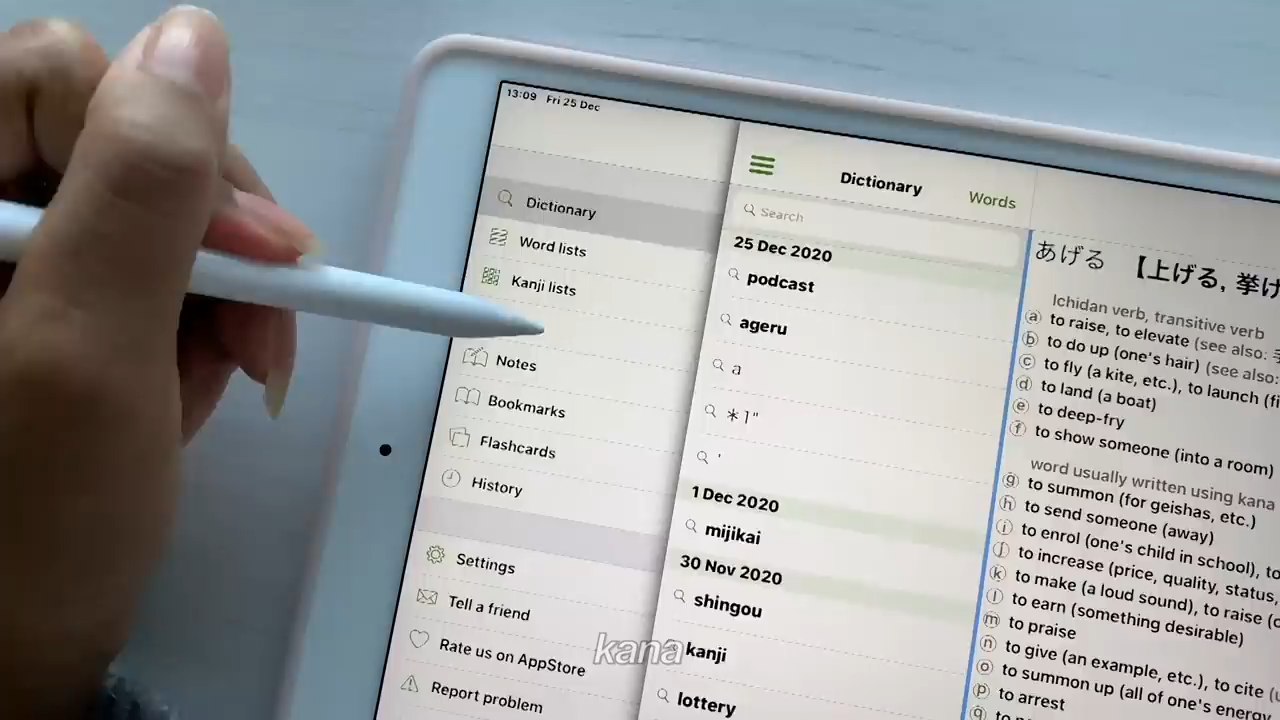 13:09 Fri 25 Dec
Dictionary
Word lists
Kanji lists
Notes
Bookmarks
Flashcards
History
Settings
Tell a friend
Rate us on AppStore
Report problem
Dictionary
Words
Search
25 Dec 2020
podcast
ageru
a
*1"
'
1 Dec 2020
mijikai
30 Nov 2020
shingou
kanji
lottery
あげる 【上げる, 挙げ
Ichidan verb, transitive verb
a to raise, to elevate (see also:
b to do up (one's hair) (see also:
c to fly (a kite, etc.), to launch (fi
d to land (a boat)
e to deep-fry
f to show someone (into a room)
word usually written using kana
g to summon (for geishas, etc.)
h to send someone (away)
i to enrol (one's child in school), to
j to increase (price, quality, status,
k to make (a loud sound), to raise (o
l to earn (something desirable)
m to praise
n to give (an example, etc.), to cite (u
o to summon up (all of one's energy
p to arrest
q
kana